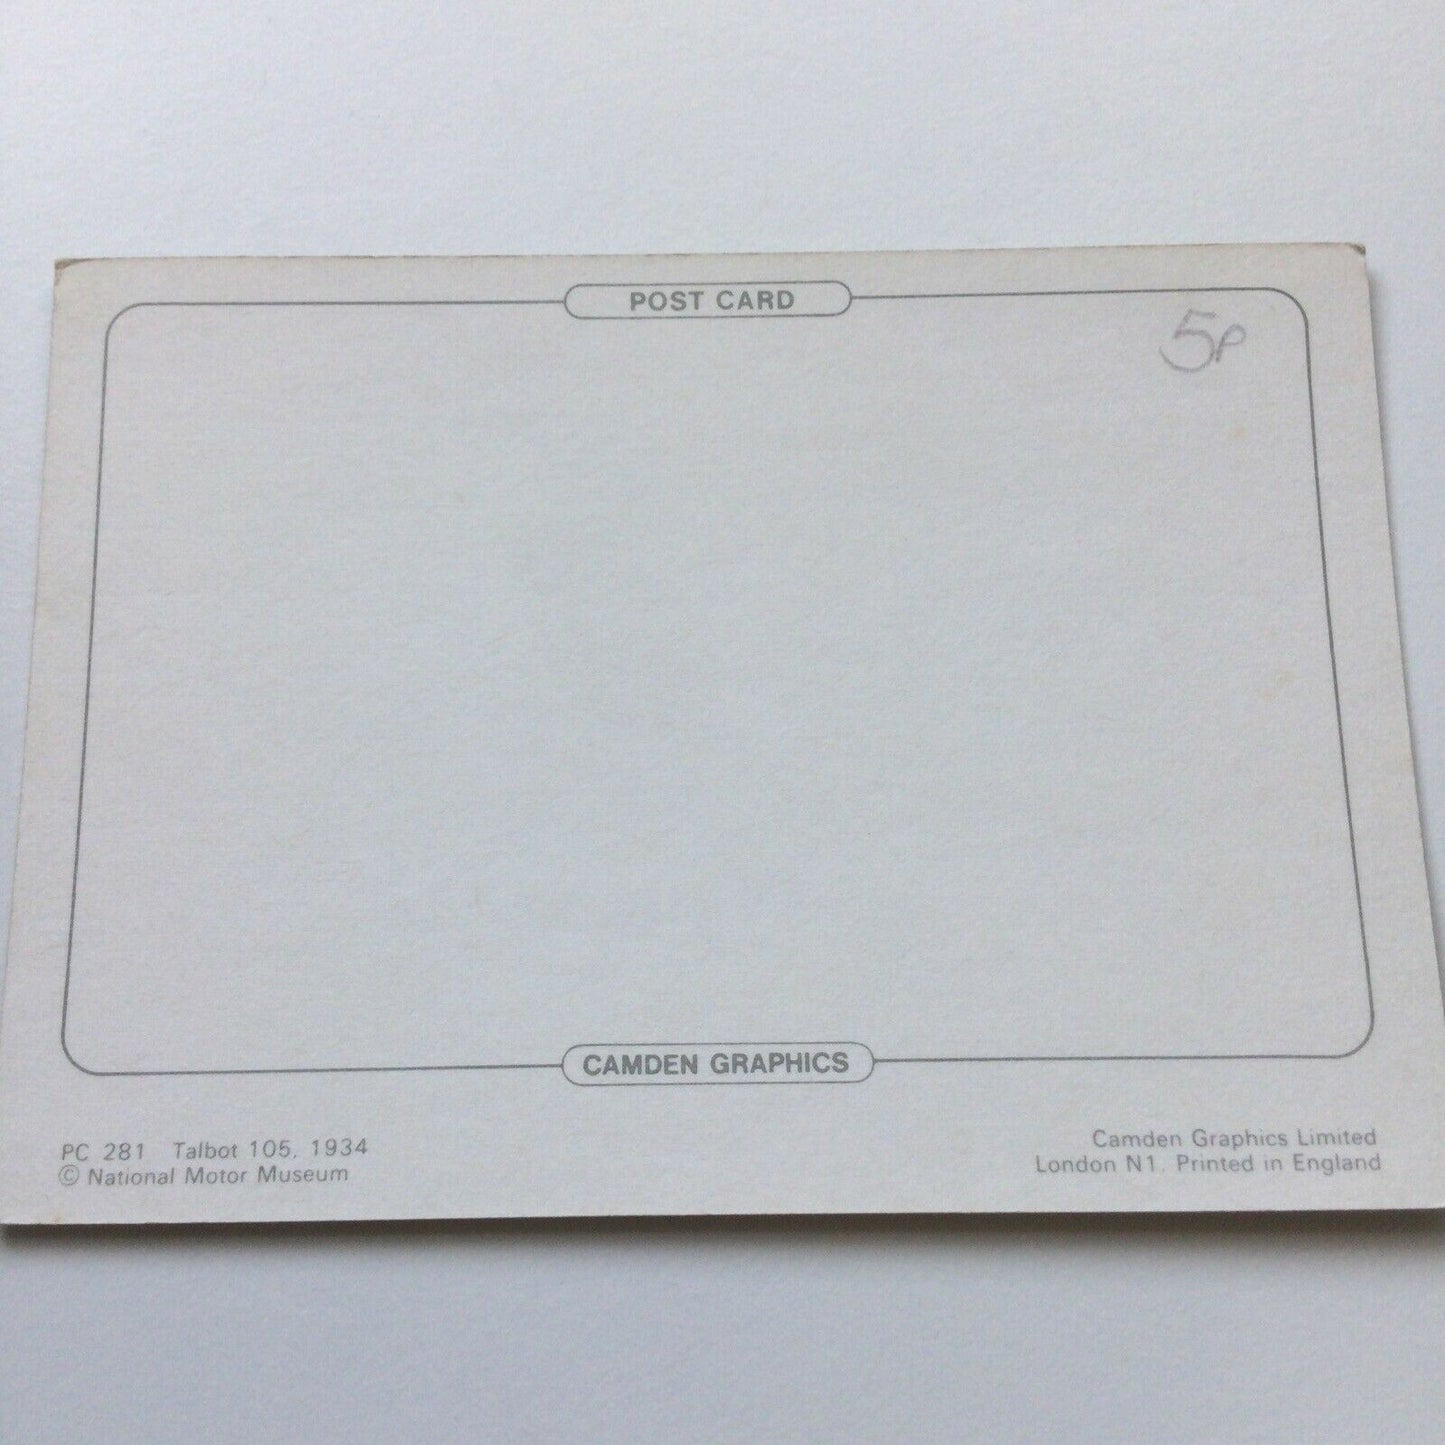 POST CARD
5p
CAMDEN GRAPHICS
PC 281 Talbot 105, 1934
© National Motor Museum
Camden Graphics Limited
London N1. Printed in England